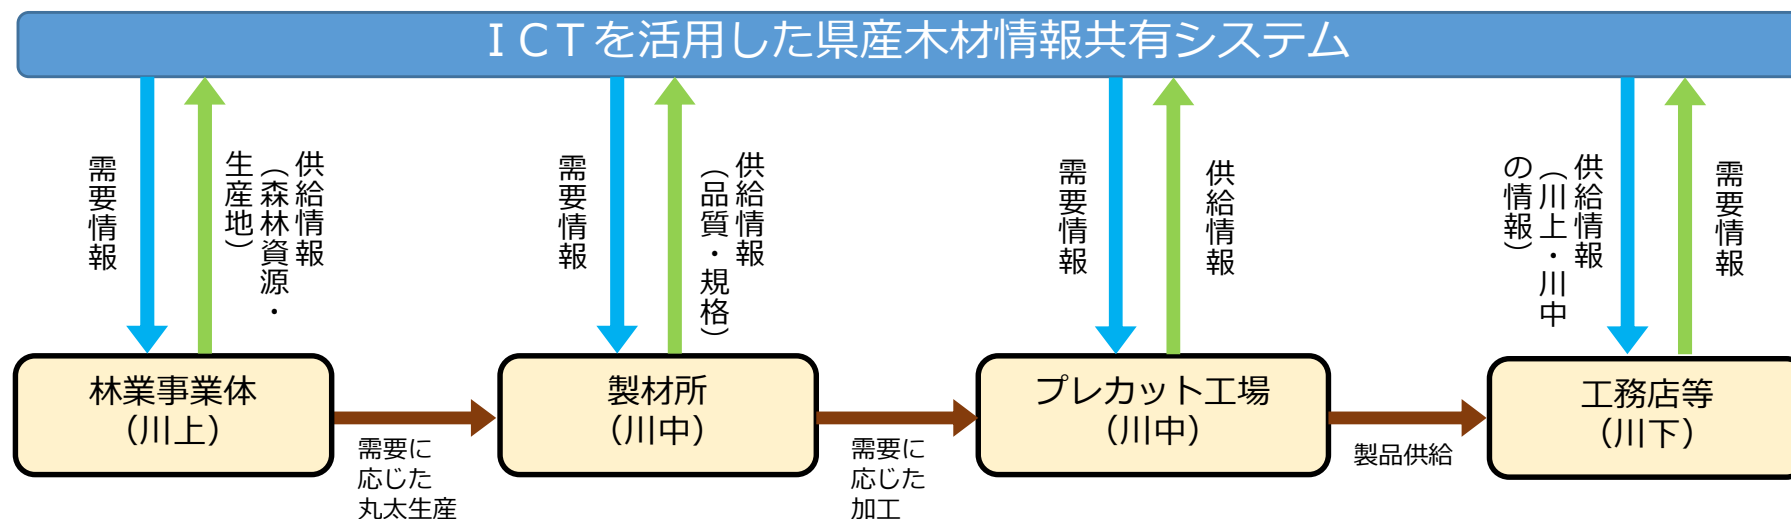 ＩＣＴを活用した県産木材情報共有システム
需要情報
供給情報
（森林資源・
生産地）
需要情報
供給情報
（品質・規格）
需要情報
供給情報
供給情報
（川上・川中
の情報）
需要情報
林業事業体
（川上）
需要に
応じた
丸太生産
製材所
（川中）
需要に
応じた
加工
プレカット工場
（川中）
製品供給
工務店等
（川下）